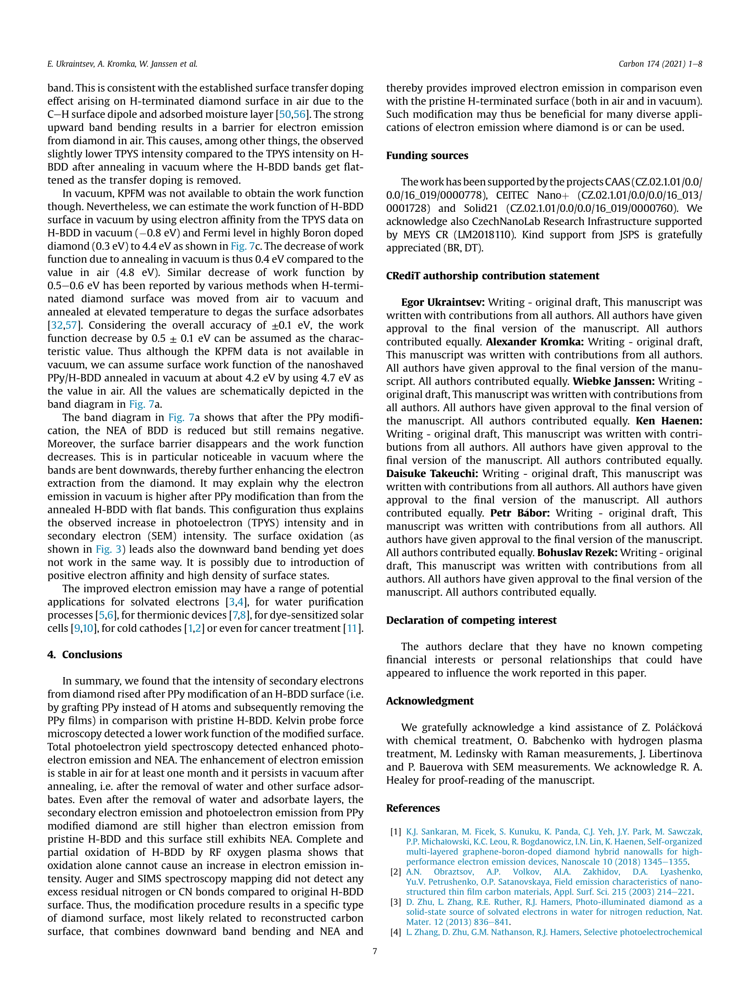 E. Ukraintsev, A. Kromka, W. Janssen et al.
Carbon 174 (2021) 1–8
band. This is consistent with the established surface transfer doping
effect arising on H-terminated diamond surface in air due to the
C–H surface dipole and adsorbed moisture layer [50,56]. The strong
upward band bending results in a barrier for electron emission
from diamond in air. This causes, among other things, the observed
slightly lower TPYS intensity compared to the TPYS intensity on H-
BDD after annealing in vacuum where the H-BDD bands get flat-
tened as the transfer doping is removed.
In vacuum, KPFM was not available to obtain the work function
though. Nevertheless, we can estimate the work function of H-BDD
surface in vacuum by using electron affinity from the TPYS data on
H-BDD in vacuum (−0.8 eV) and Fermi level in highly Boron doped
diamond (0.3 eV) to 4.4 eV as shown in Fig. 7c. The decrease of work
function due to annealing in vacuum is thus 0.4 eV compared to the
value in air (4.8 eV). Similar decrease of work function by
0.5–0.6 eV has been reported by various methods when H-termi-
nated diamond surface was moved from air to vacuum and
annealed at elevated temperature to degas the surface adsorbates
[32,57]. Considering the overall accuracy of ±0.1 eV, the work
function decrease by 0.5 ± 0.1 eV can be assumed as the charac-
teristic value. Thus although the KPFM data is not available in
vacuum, we can assume surface work function of the nanoshaved
PPy/H-BDD annealed in vacuum at about 4.2 eV by using 4.7 eV as
the value in air. All the values are schematically depicted in the
band diagram in Fig. 7a.
The band diagram in Fig. 7a shows that after the PPy modifi-
cation, the NEA of BDD is reduced but still remains negative.
Moreover, the surface barrier disappears and the work function
decreases. This is in particular noticeable in vacuum where the
bands are bent downwards, thereby further enhancing the electron
extraction from the diamond. It may explain why the electron
emission in vacuum is higher after PPy modification than from the
annealed H-BDD with flat bands. This configuration thus explains
the observed increase in photoelectron (TPYS) intensity and in
secondary electron (SEM) intensity. The surface oxidation (as
shown in Fig. 3) leads also the downward band bending yet does
not work in the same way. It is possibly due to introduction of
positive electron affinity and high density of surface states.
The improved electron emission may have a range of potential
applications for solvated electrons [3,4], for water purification
processes [5,6], for thermionic devices [7,8], for dye-sensitized solar
cells [9,10], for cold cathodes [1,2] or even for cancer treatment [11].
4. Conclusions
In summary, we found that the intensity of secondary electrons
from diamond rised after PPy modification of an H-BDD surface (i.e.
by grafting PPy instead of H atoms and subsequently removing the
PPy films) in comparison with pristine H-BDD. Kelvin probe force
microscopy detected a lower work function of the modified surface.
Total photoelectron yield spectroscopy detected enhanced photo-
electron emission and NEA. The enhancement of electron emission
is stable in air for at least one month and it persists in vacuum after
annealing, i.e. after the removal of water and other surface adsor-
bates. Even after the removal of water and adsorbate layers, the
secondary electron emission and photoelectron emission from PPy
modified diamond are still higher than electron emission from
pristine H-BDD and this surface still exhibits NEA. Complete and
partial oxidation of H-BDD by RF oxygen plasma shows that
oxidation alone cannot cause an increase in electron emission in-
tensity. Auger and SIMS spectroscopy mapping did not detect any
excess residual nitrogen or CN bonds compared to original H-BDD
surface. Thus, the modification procedure results in a specific type
of diamond surface, most likely related to reconstructed carbon
surface, that combines downward band bending and NEA and
thereby provides improved electron emission in comparison even
with the pristine H-terminated surface (both in air and in vacuum).
Such modification may thus be beneficial for many diverse appli-
cations of electron emission where diamond is or can be used.
Funding sources
The work has been supported by the projects CAAS (CZ.02.1.01/0.0/
0.0/16_019/0000778), CEITEC Nano+ (CZ.02.1.01/0.0/0.0/16_013/
0001728) and Solid21 (CZ.02.1.01/0.0/0.0/16_019/0000760). We
acknowledge also CzechNanoLab Research Infrastructure supported
by MEYS CR (LM2018110). Kind support from JSPS is gratefully
appreciated (BR, DT).
CRediT authorship contribution statement
Egor Ukraintsev: Writing - original draft, This manuscript was
written with contributions from all authors. All authors have given
approval to the final version of the manuscript. All authors
contributed equally. Alexander Kromka: Writing - original draft,
This manuscript was written with contributions from all authors.
All authors have given approval to the final version of the manu-
script. All authors contributed equally. Wiebke Janssen: Writing -
original draft, This manuscript was written with contributions from
all authors. All authors have given approval to the final version of
the manuscript. All authors contributed equally. Ken Haenen:
Writing - original draft, This manuscript was written with contri-
butions from all authors. All authors have given approval to the
final version of the manuscript. All authors contributed equally.
Daisuke Takeuchi: Writing - original draft, This manuscript was
written with contributions from all authors. All authors have given
approval to the final version of the manuscript. All authors
contributed equally. Petr Bábor: Writing - original draft, This
manuscript was written with contributions from all authors. All
authors have given approval to the final version of the manuscript.
All authors contributed equally. Bohuslav Rezek: Writing - original
draft, This manuscript was written with contributions from all
authors. All authors have given approval to the final version of the
manuscript. All authors contributed equally.
Declaration of competing interest
The authors declare that they have no known competing
financial interests or personal relationships that could have
appeared to influence the work reported in this paper.
Acknowledgment
We gratefully acknowledge a kind assistance of Z. Poláčková
with chemical treatment, O. Babchenko with hydrogen plasma
treatment, M. Ledinsky with Raman measurements, J. Libertinova
and P. Bauerova with SEM measurements. We acknowledge R. A.
Healey for proof-reading of the manuscript.
References
[1] K.J. Sankaran, M. Ficek, S. Kunuku, K. Panda, C.J. Yeh, J.Y. Park, M. Sawczak,
P.P. Michałowski, K.C. Leou, R. Bogdanowicz, I.N. Lin, K. Haenen, Self-organized
multi-layered graphene-boron-doped diamond hybrid nanowalls for high-
performance electron emission devices, Nanoscale 10 (2018) 1345–1355.
[2] A.N. Obraztsov, A.P. Volkov, Al.A. Zakhidov, D.A. Lyashenko,
Yu.V. Petrushenko, O.P. Satanovskaya, Field emission characteristics of nano-
structured thin film carbon materials, Appl. Surf. Sci. 215 (2003) 214–221.
[3] D. Zhu, L. Zhang, R.E. Ruther, R.J. Hamers, Photo-illuminated diamond as a
solid-state source of solvated electrons in water for nitrogen reduction, Nat.
Mater. 12 (2013) 836–841.
[4] L. Zhang, D. Zhu, G.M. Nathanson, R.J. Hamers, Selective photoelectrochemical
7